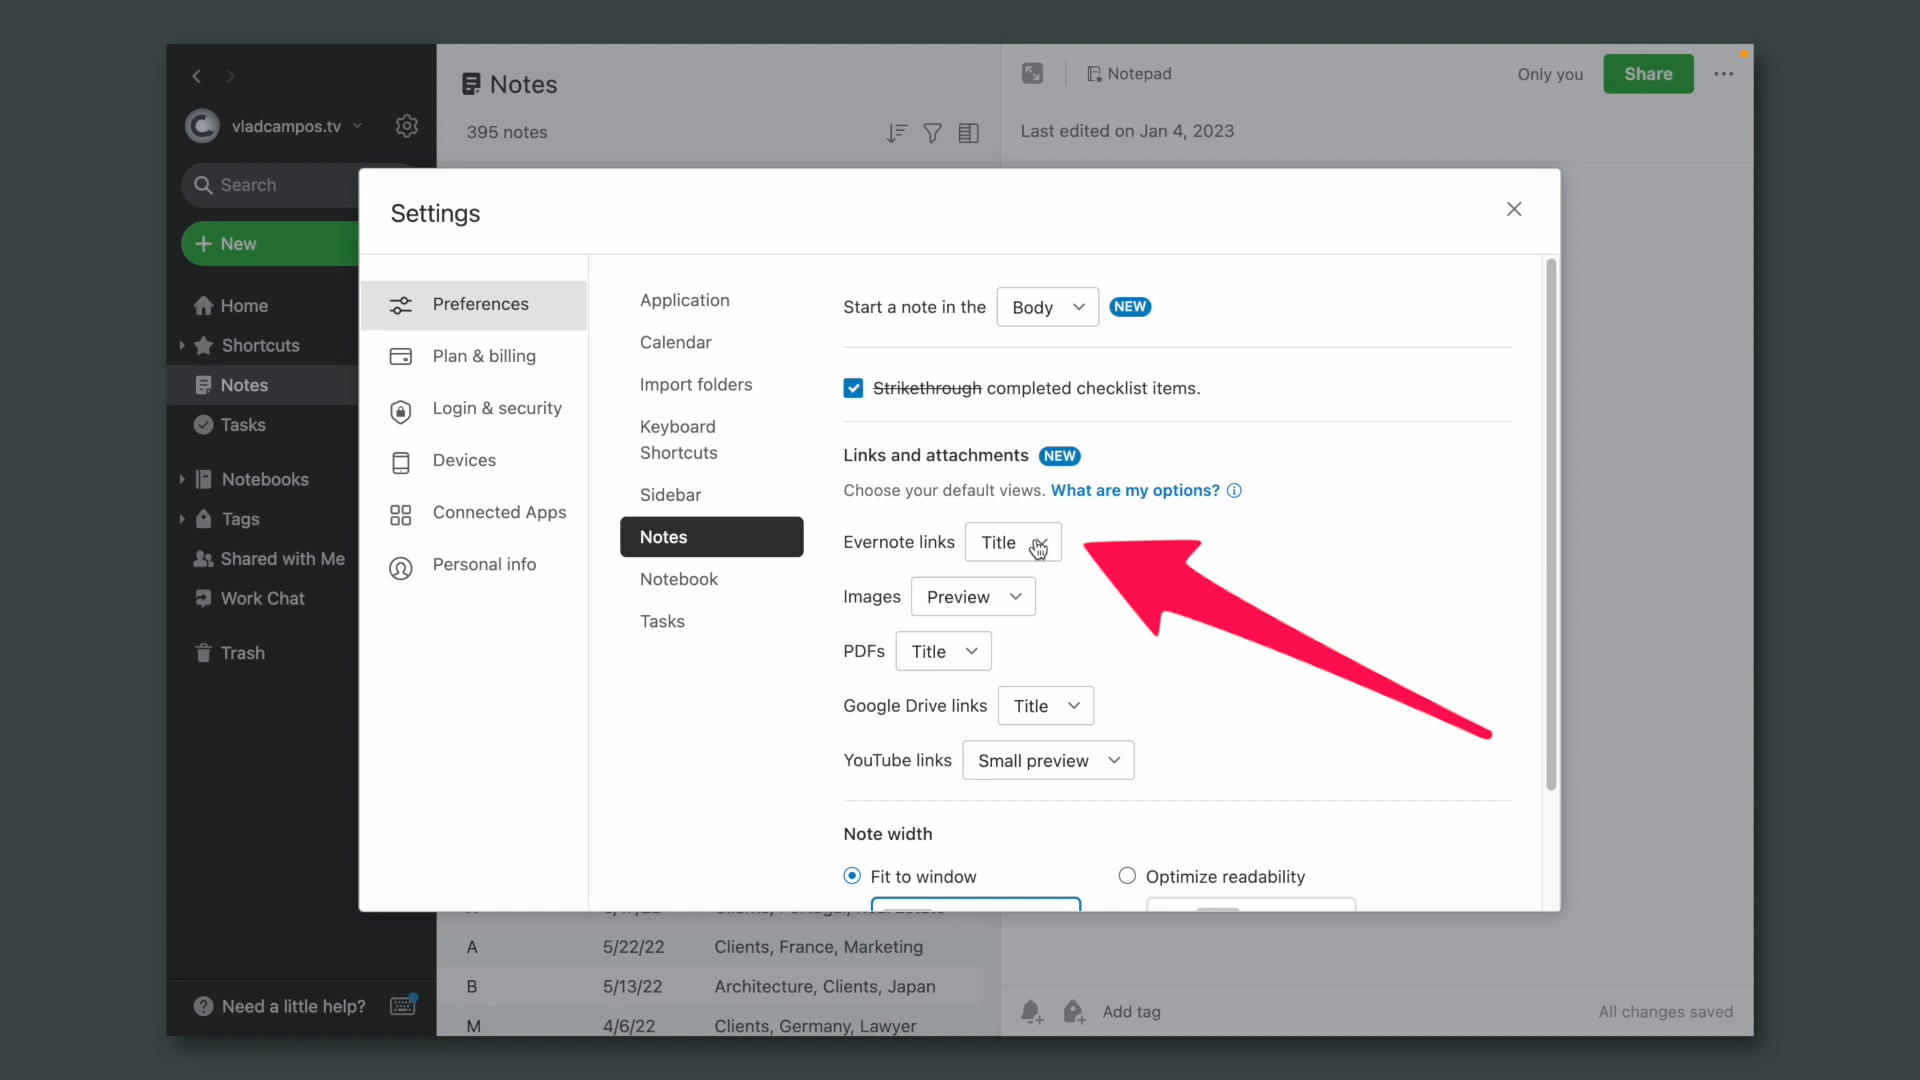 Notes
Notepad
Only you
Share
vladcampos.tv
395 notes
Last edited on Jan 4, 2023
Search
New
Home
Shortcuts
Notes
Tasks
Notebooks
Tags
Shared with Me
Work Chat
Trash
Need a little help?
Settings
Preferences
Plan & billing
Login & security
Devices
Connected Apps
Personal info
Application
Calendar
Import folders
Keyboard
Shortcuts
Sidebar
Notes
Notebook
Tasks
Start a note in the Body NEW
Strikethrough completed checklist items.
Links and attachments NEW
Choose your default views. What are my options?
Evernote links Title
Images Preview
PDFs Title
Google Drive links Title
YouTube links Small preview
Note width
Fit to window
Optimize readability
A 5/22/22 Clients, France, Marketing
B 5/13/22 Architecture, Clients, Japan
M 4/6/22 Clients, Germany, Lawyer
Add tag
All changes saved